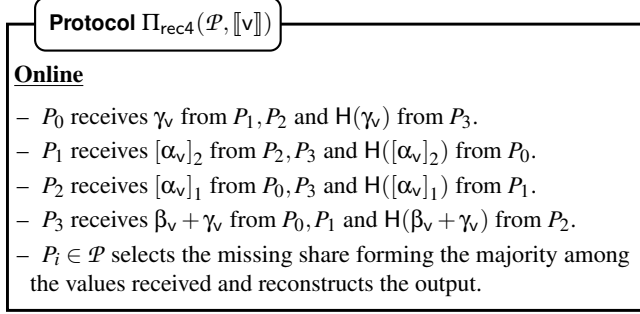 Protocol Π_rec4(𝒫, ⟦v⟧)
Online
– P_0 receives γ_v from P_1, P_2 and H(γ_v) from P_3.
– P_1 receives [α_v]_2 from P_2, P_3 and H([α_v]_2) from P_0.
– P_2 receives [α_v]_1 from P_0, P_3 and H([α_v]_1) from P_1.
– P_3 receives β_v + γ_v from P_0, P_1 and H(β_v + γ_v) from P_2.
– P_i ∈ 𝒫 selects the missing share forming the majority among
the values received and reconstructs the output.